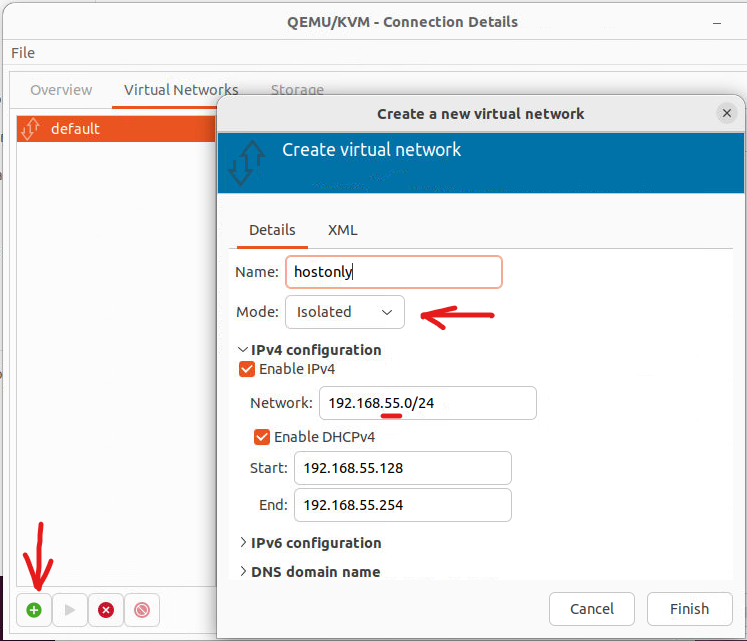 QEMU/KVM - Connection Details
File
Overview Virtual Networks Storage
default
Create a new virtual network
Create virtual network
Details XML
Name: hostonly
Mode: Isolated
IPv4 configuration
Enable IPv4
Network: 192.168.55.0/24
Enable DHCPv4
Start: 192.168.55.128
End: 192.168.55.254
IPv6 configuration
DNS domain name
Cancel Finish